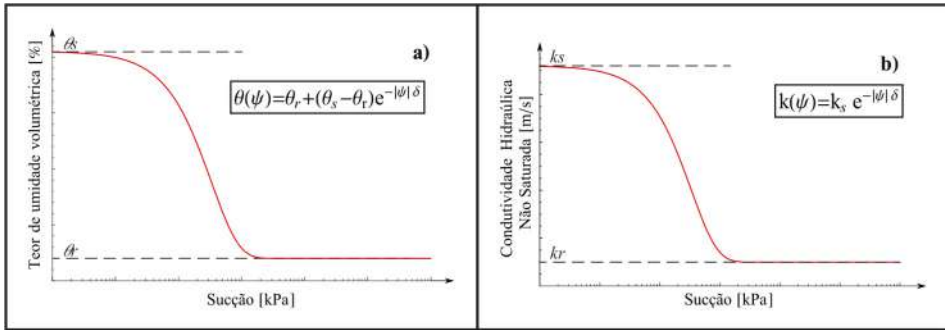 Teor de umidade volumétrica [%]
θs
a)
θ(ψ)=θr+(θs−θr)e^−|ψ|δ
θr
Sucção [kPa]
Condutividade Hidráulica
Não Saturada [m/s]
ks
b)
k(ψ)=ks e^−|ψ|δ
kr
Sucção [kPa]